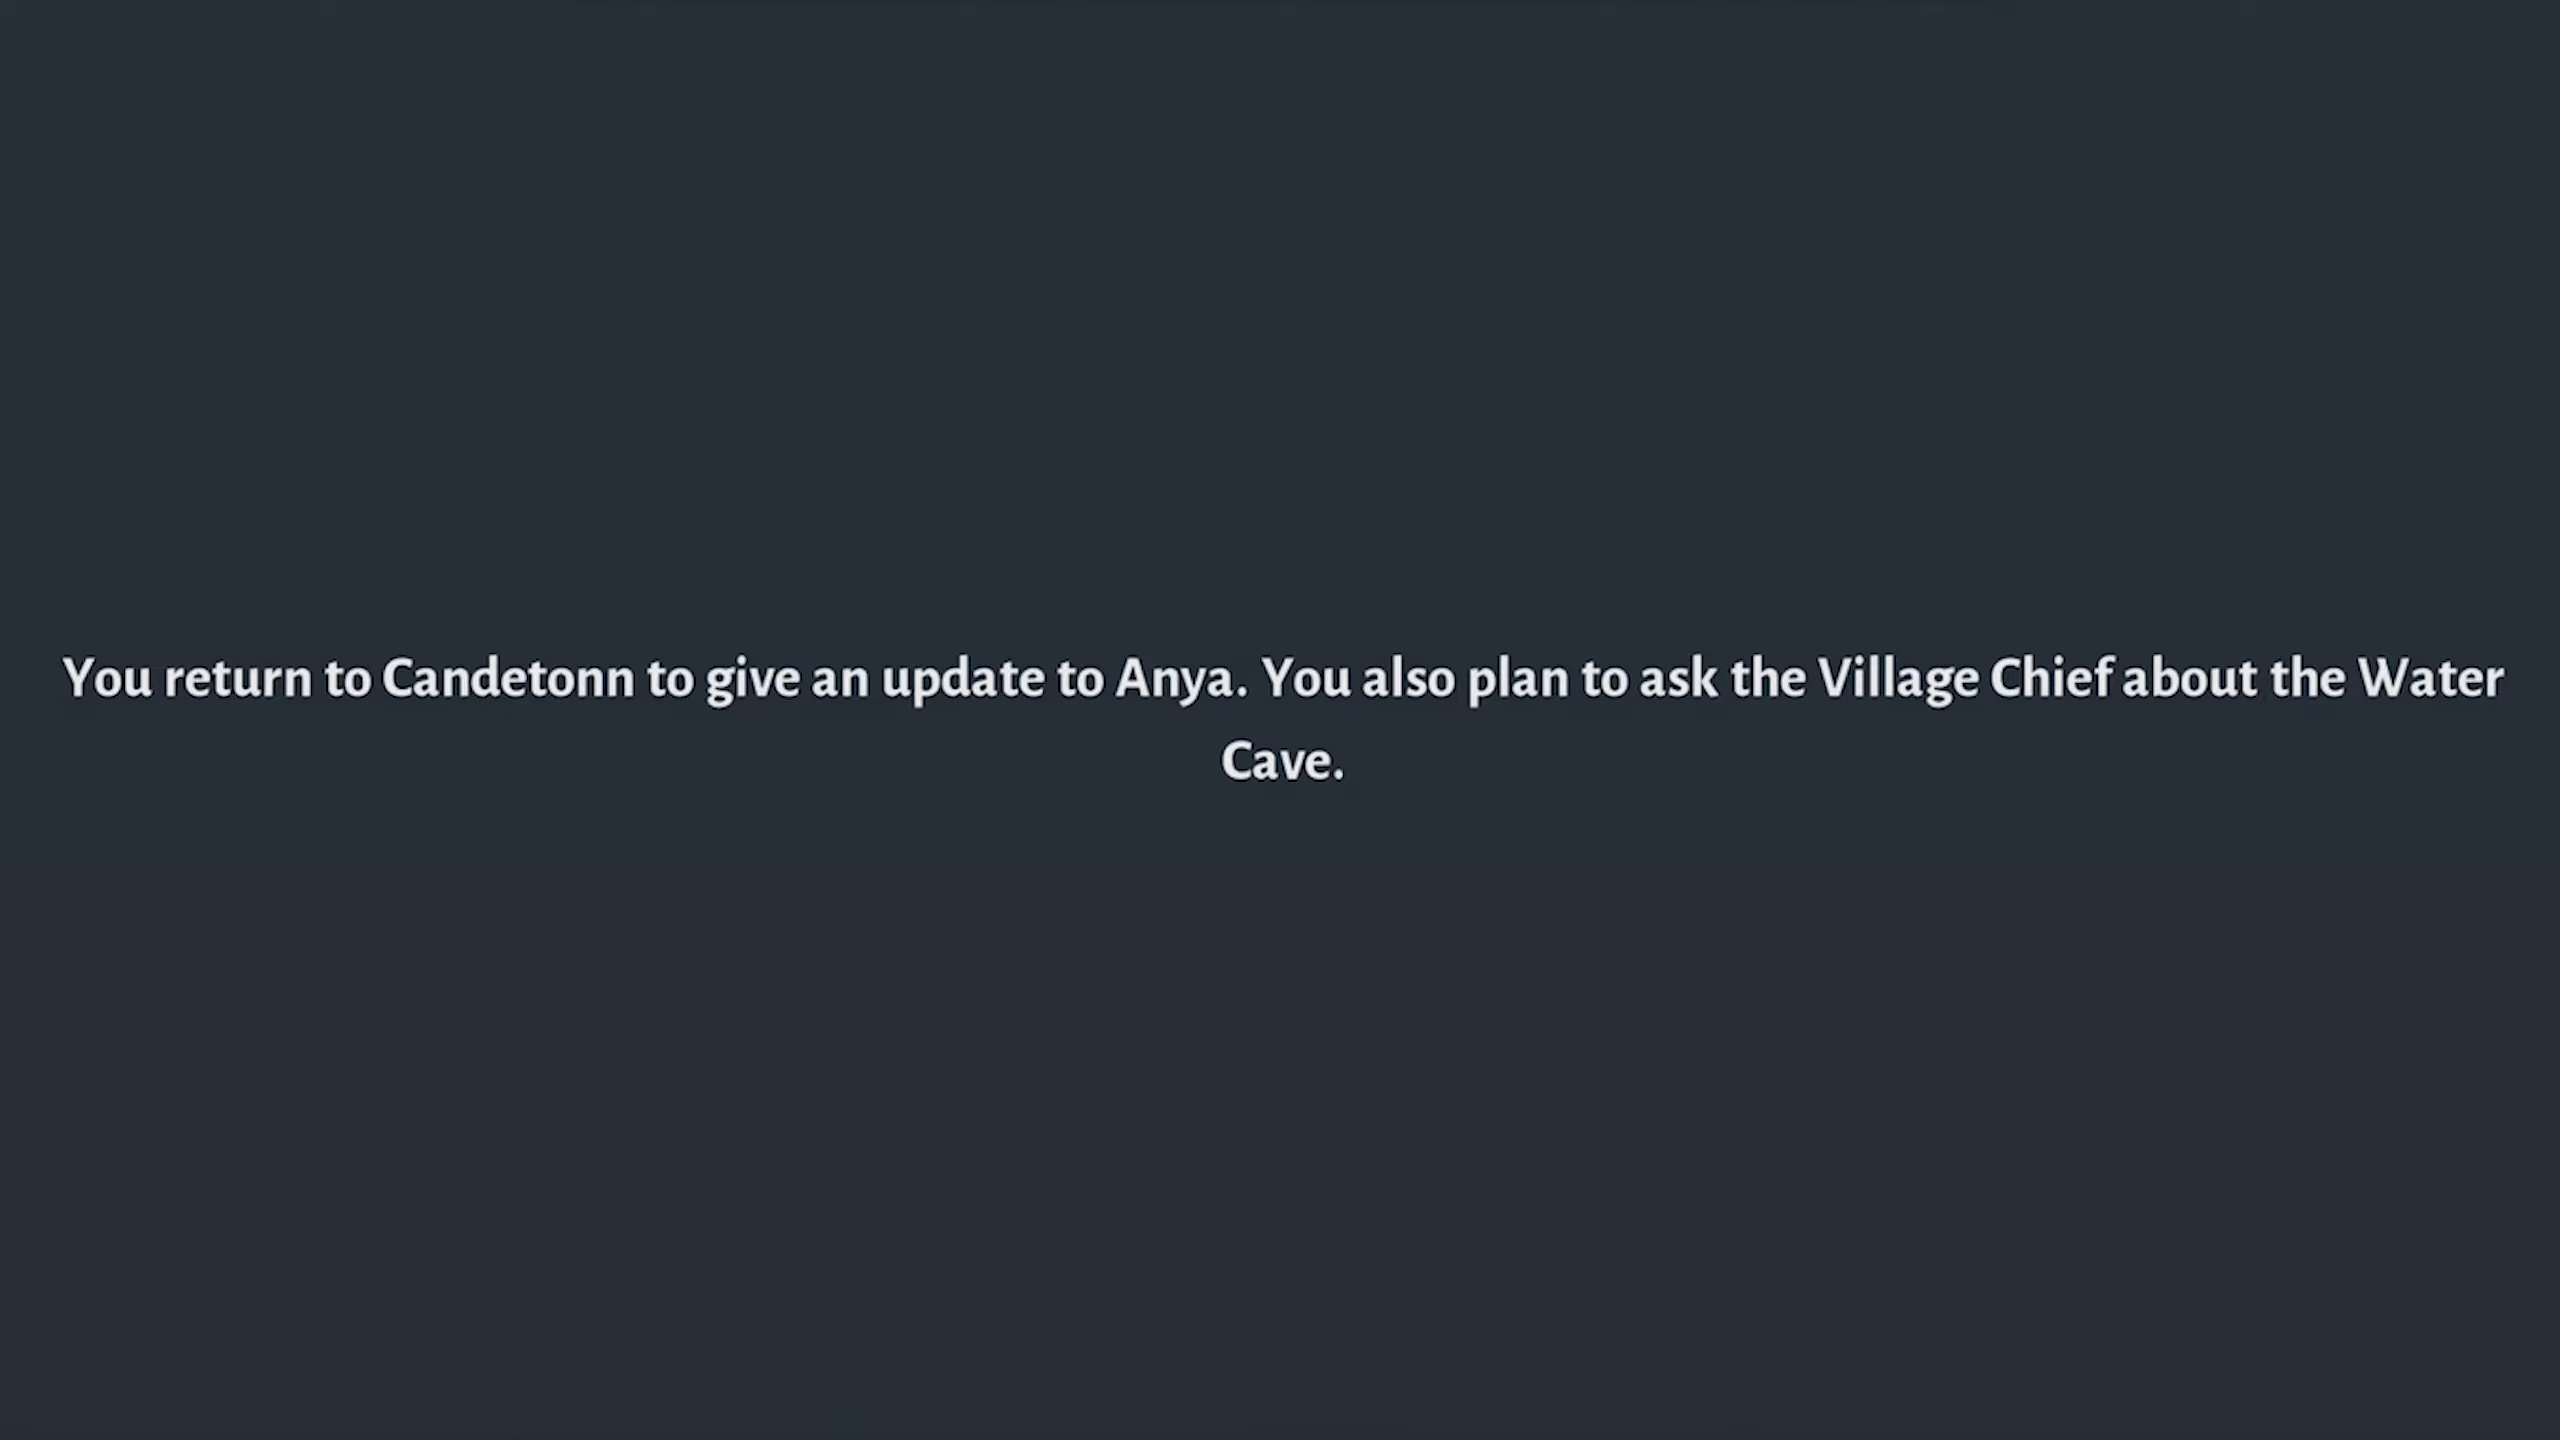 You return to Candetonn to give an update to Anya. You also plan to ask the Village Chief about the Water
Cave.